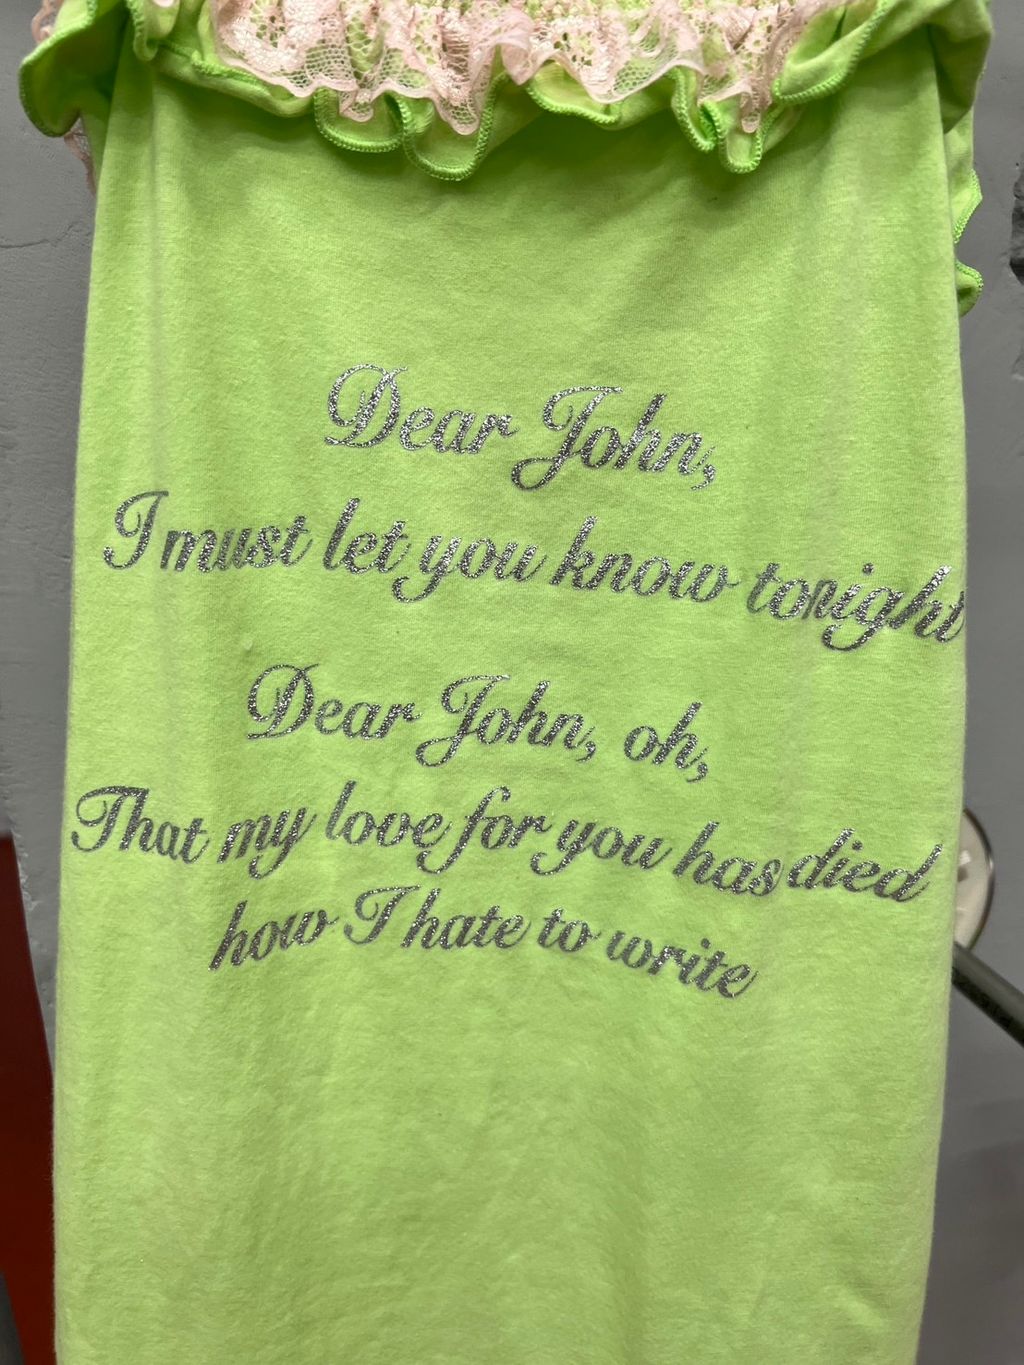 Dear John,
I must let you know tonight
Dear John, oh,
That my love for you has died
how I hate to write